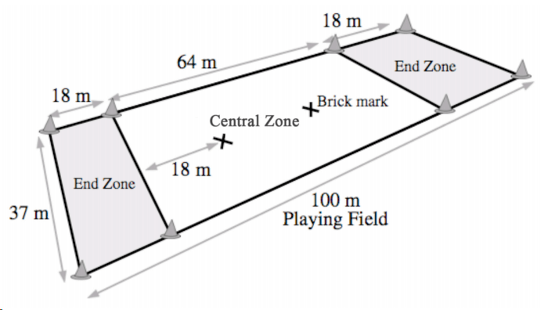 18 m
64 m
End Zone
18 m
Brick mark
Central Zone
18 m
End Zone
100 m
37 m
Playing Field